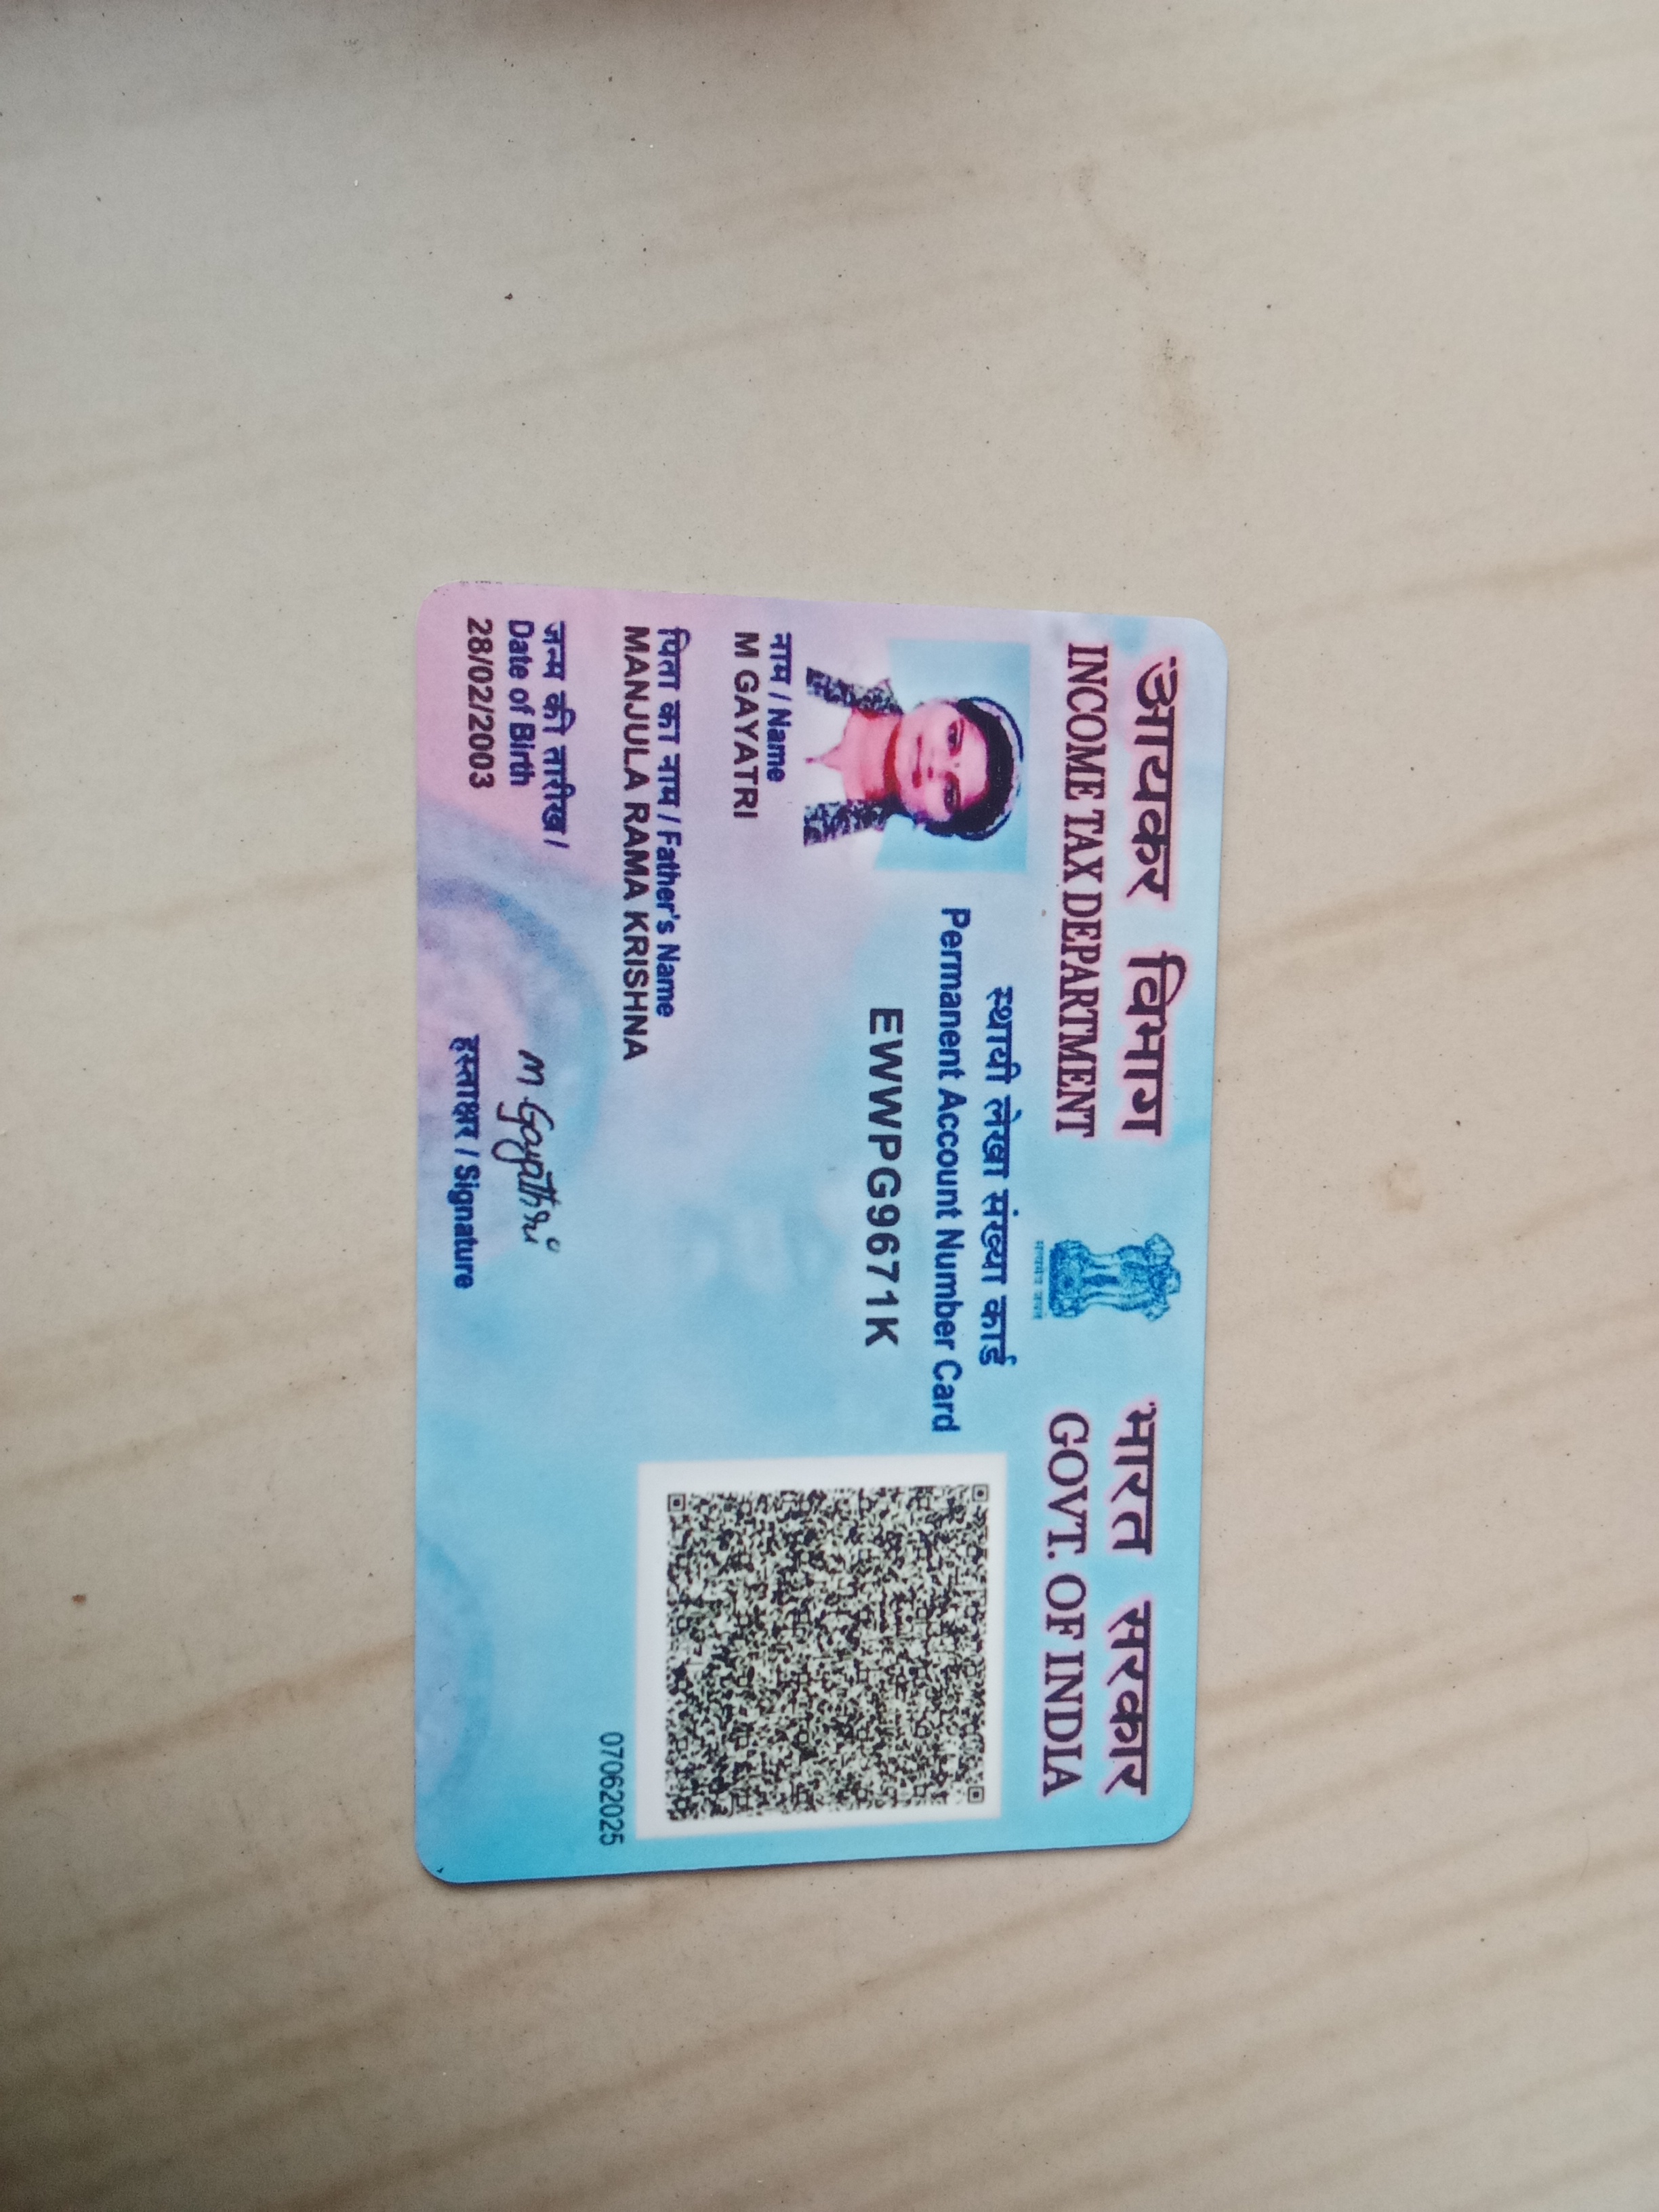 आयकर विभाग
INCOME TAX DEPARTMENT
भारत सरकार
GOVT. OF INDIA
स्थायी लेखा संख्या कार्ड
Permanent Account Number Card
EWWPG9671K
नाम / Name
M GAYATRI
पिता का नाम / Father's Name
MANJULA RAMA KRISHNA
जन्म की तारीख /
Date of Birth
28/02/2003
M Gayathri
हस्ताक्षर / Signature
07062025